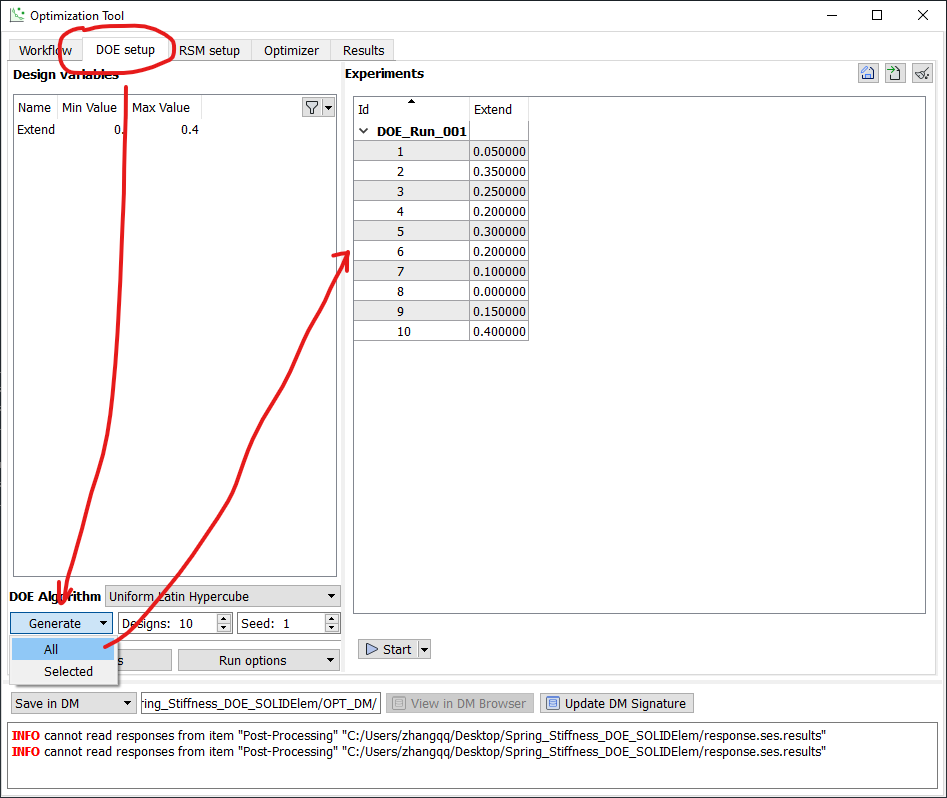 Optimization Tool
Workflow DOE setup RSM setup Optimizer Results
Design Variables
Experiments
Name Min Value Max Value
Extend 0. 0.4
Id Extend
DOE_Run_001
1 0.050000
2 0.350000
3 0.250000
4 0.200000
5 0.300000
6 0.200000
7 0.100000
8 0.000000
9 0.150000
10 0.400000
DOE Algorithm Uniform Latin Hypercube
Generate Designs: 10 Seed: 1
All
Selected
s Run options
Start
Save in DM ring_Stiffness_DOE_SOLIDElem/OPT_DM/ View in DM Browser Update DM Signature
INFO cannot read responses from item "Post-Processing" "C:/Users/zhangqq/Desktop/Spring_Stiffness_DOE_SOLIDElem/response.ses.results"
INFO cannot read responses from item "Post-Processing" "C:/Users/zhangqq/Desktop/Spring_Stiffness_DOE_SOLIDElem/response.ses.results"